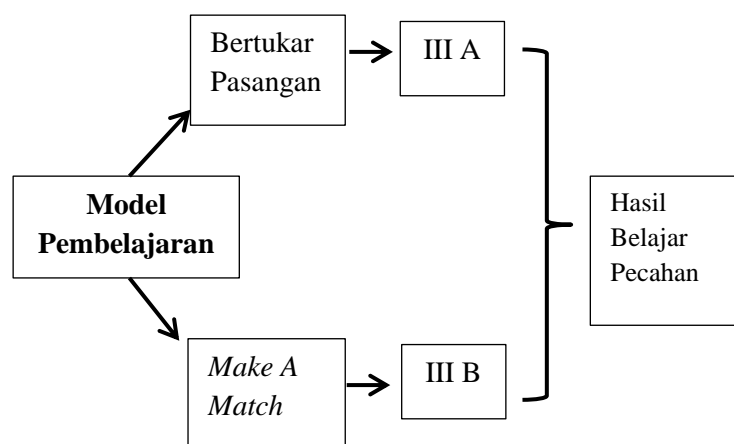 Bertukar
Pasangan
III A
Model
Pembelajaran
Hasil
Belajar
Pecahan
Make A
Match
III B